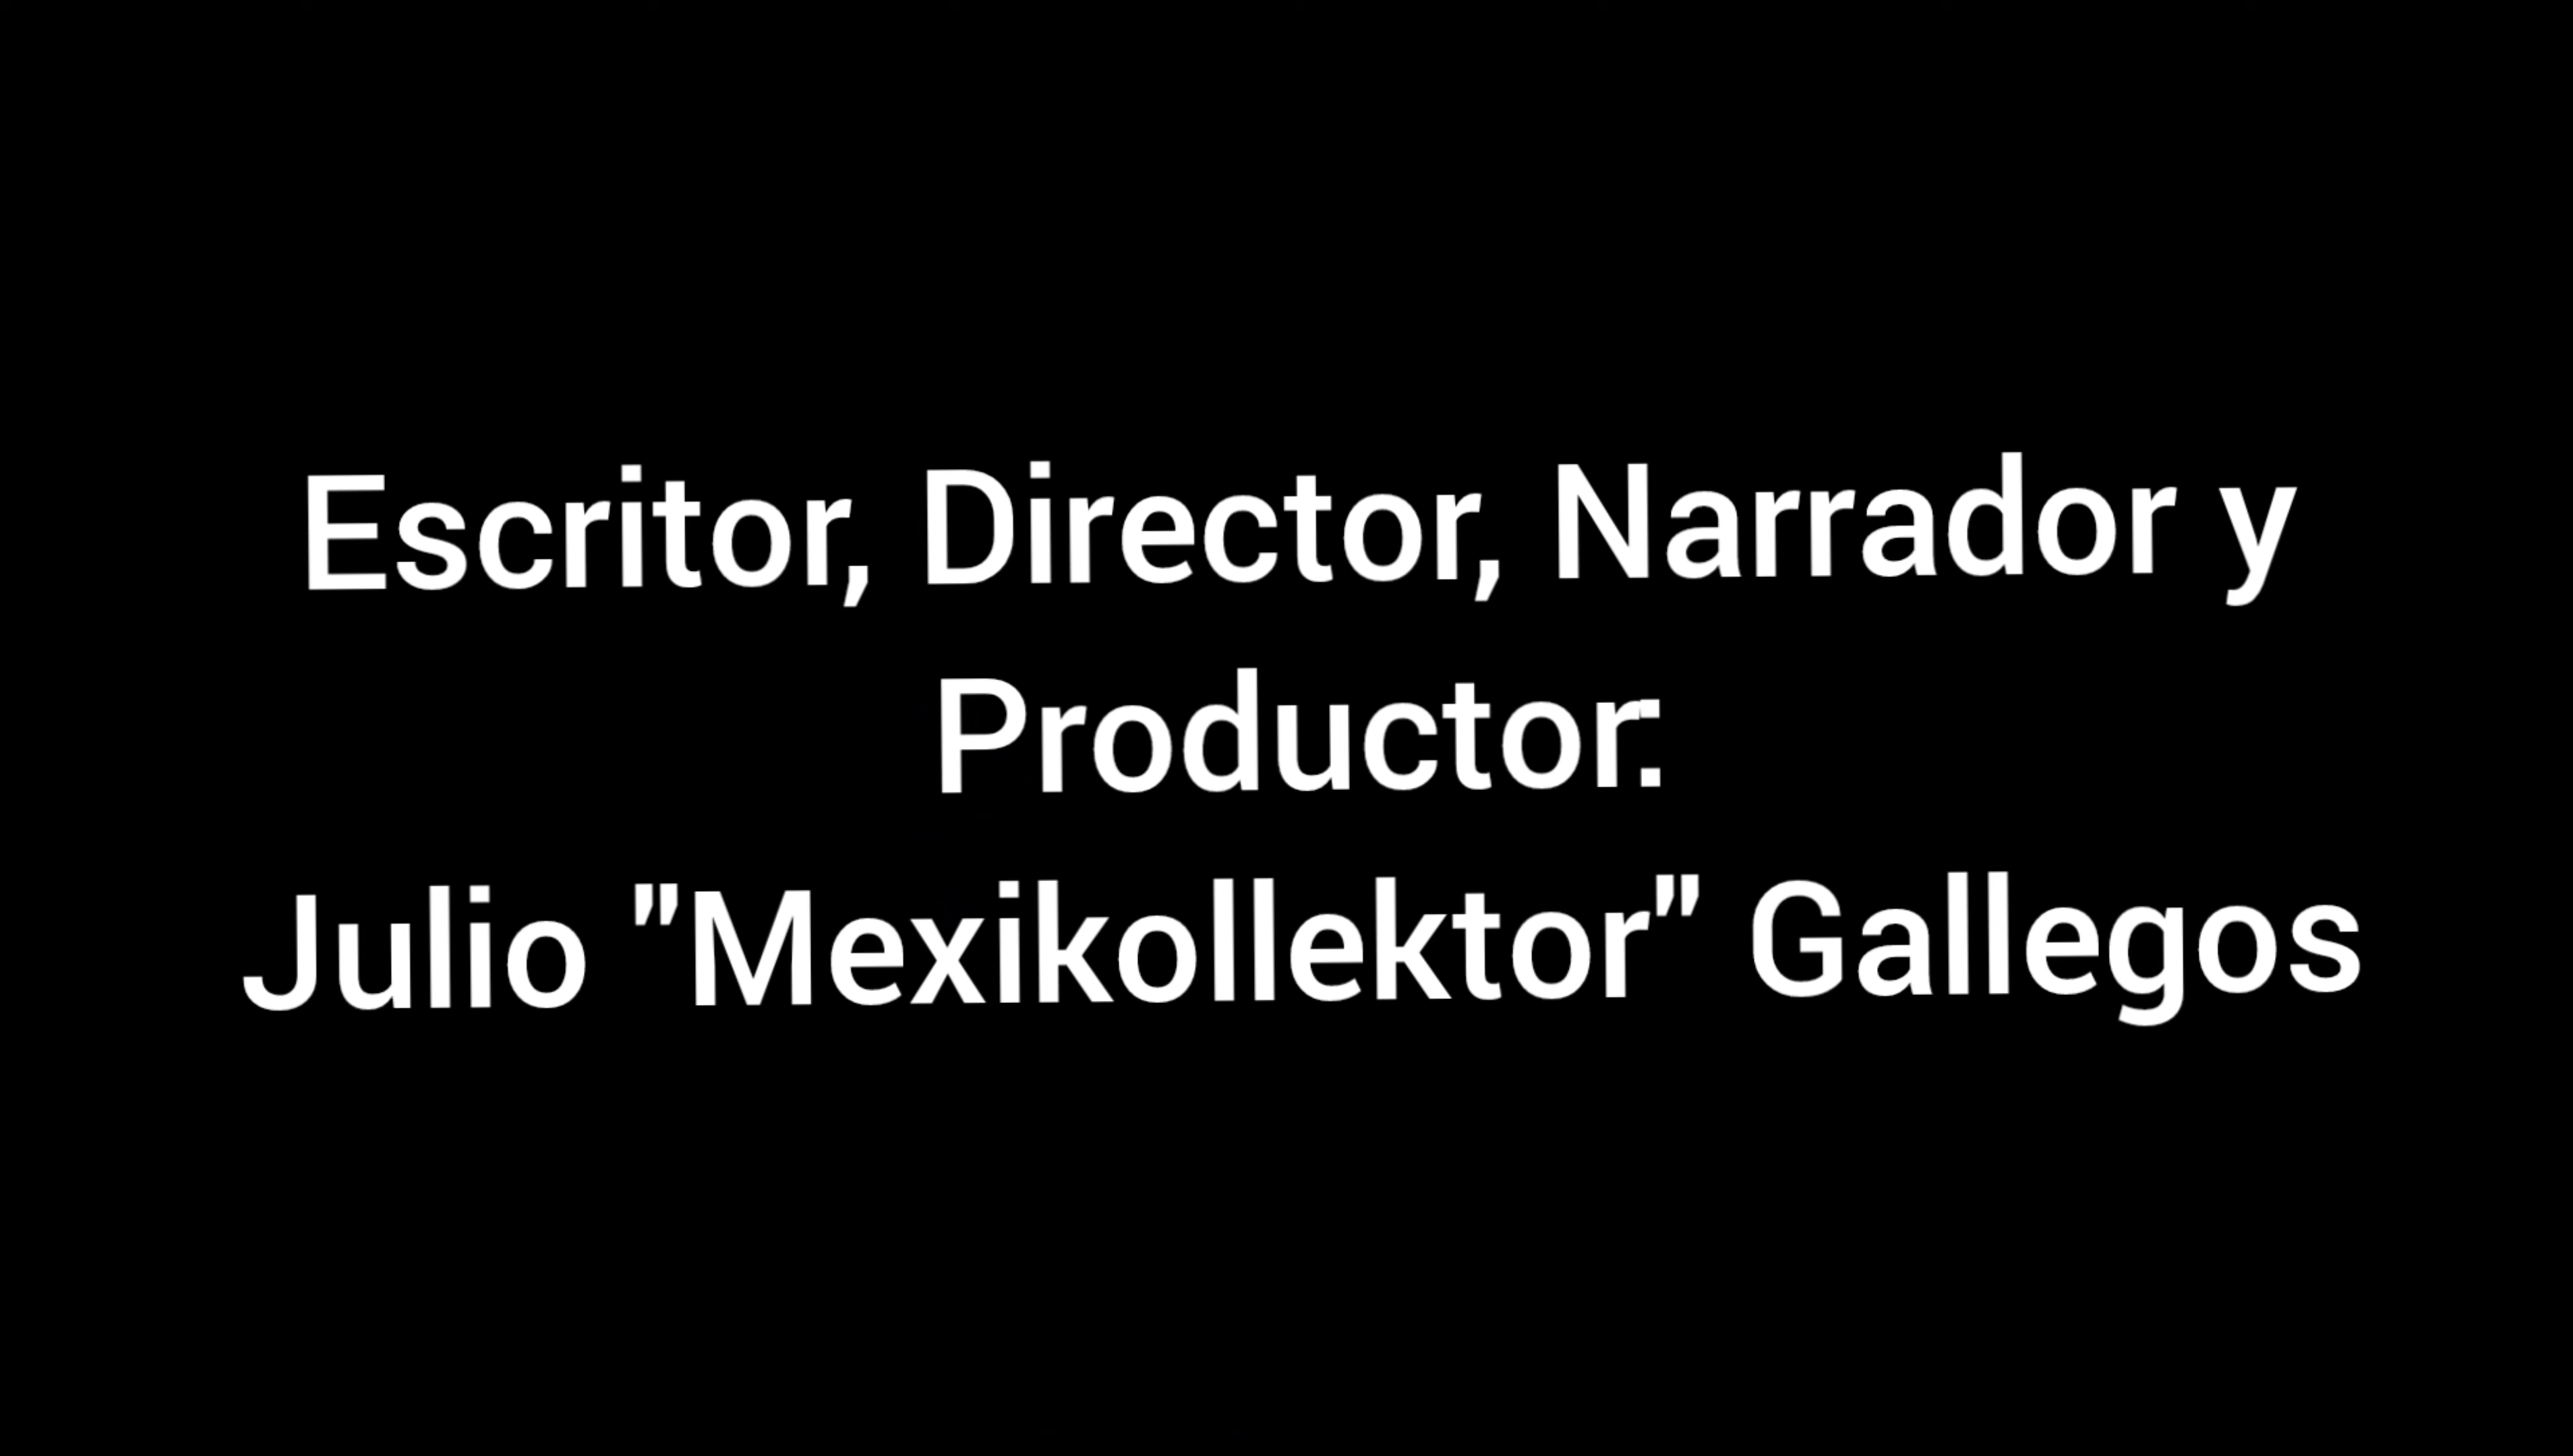 Escritor, Director, Narrador y
Productor:
Julio "Mexikollektor" Gallegos